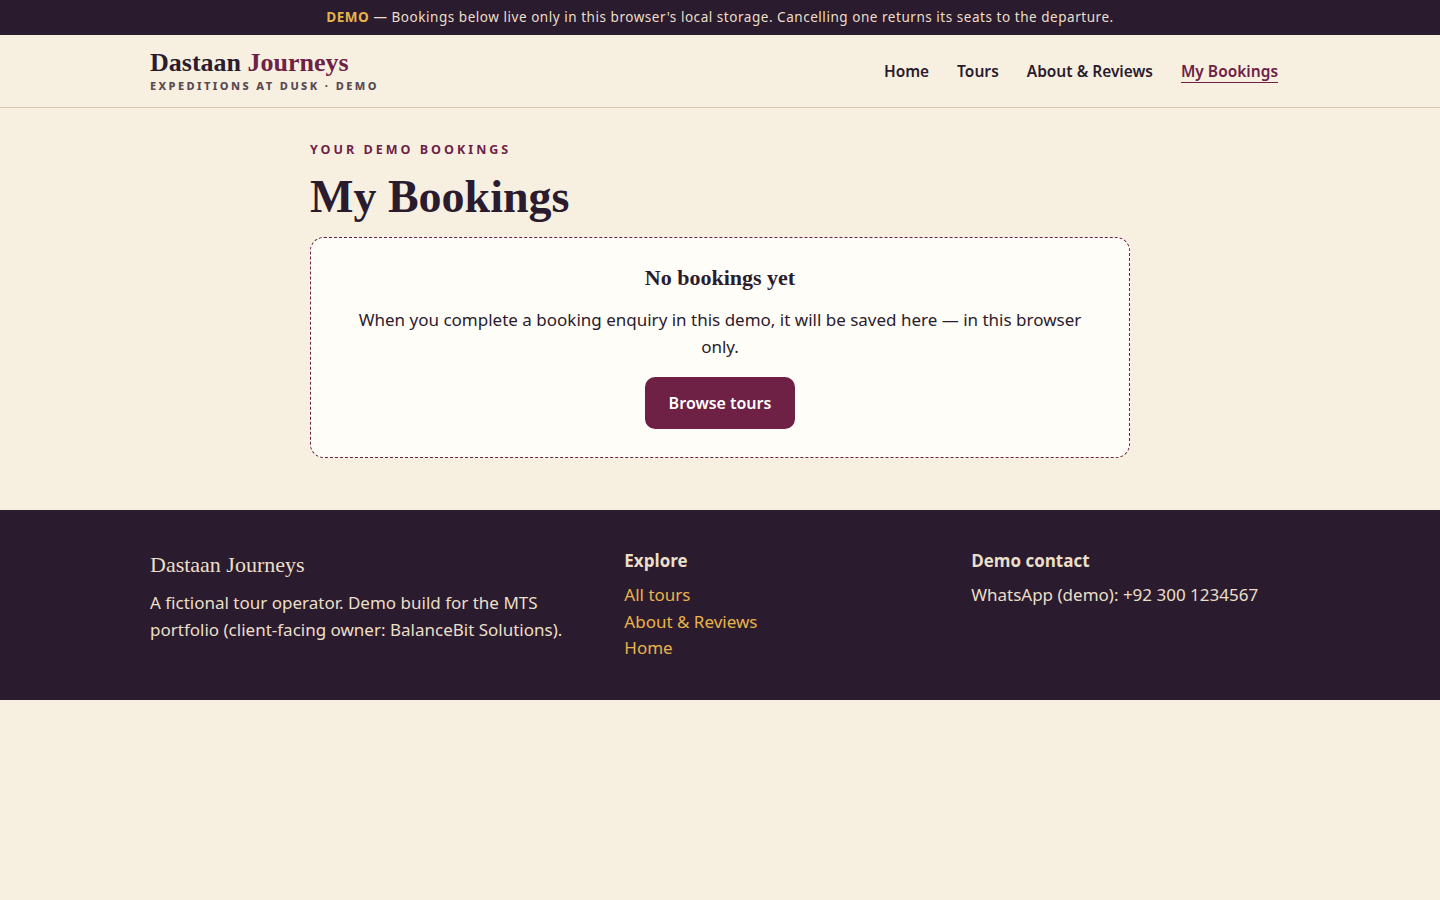 DEMO — Bookings below live only in this browser's local storage. Cancelling one returns its seats to the departure.
Dastaan Journeys
EXPEDITIONS AT DUSK · DEMO
Home
Tours
About & Reviews
My Bookings
YOUR DEMO BOOKINGS
My Bookings
No bookings yet
When you complete a booking enquiry in this demo, it will be saved here — in this browser
only.
Browse tours
Dastaan Journeys
A fictional tour operator. Demo build for the MTS
portfolio (client-facing owner: BalanceBit Solutions).
Explore
All tours
About & Reviews
Home
Demo contact
WhatsApp (demo): +92 300 1234567